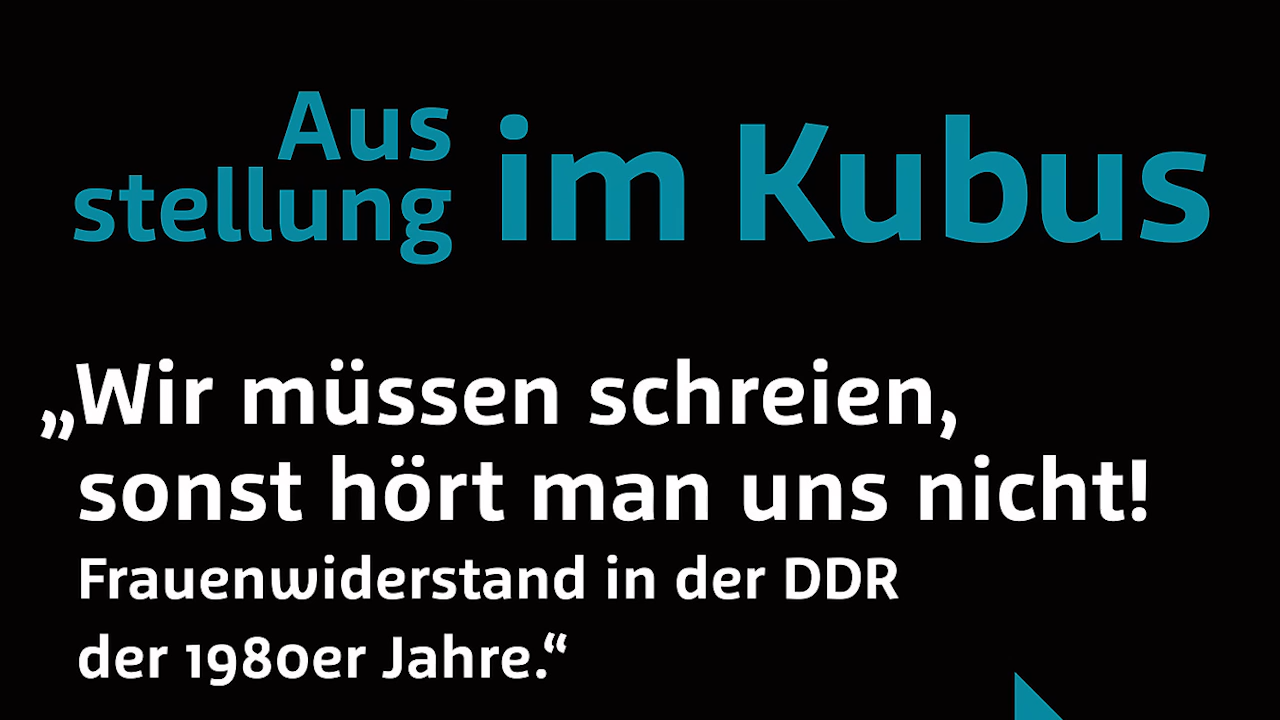 Aus
stellung im Kubus
„Wir müssen schreien,
sonst hört man uns nicht!
Frauenwiderstand in der DDR
der 1980er Jahre.“